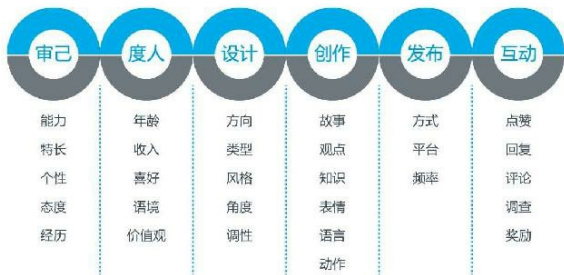 审己 度人 设计 创作 发布 互动
能力 年龄 方向 故事 方式 点赞
特长 收入 类型 观点 平台 回复
个性 喜好 风格 知识 频率 评论
态度 语境 角度 表情 调查
经历 价值观 调性 语言 奖励
动作